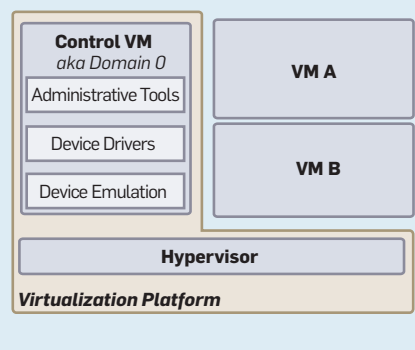 Control VM
aka Domain 0
Administrative Tools
Device Drivers
Device Emulation
VM A
VM B
Hypervisor
Virtualization Platform